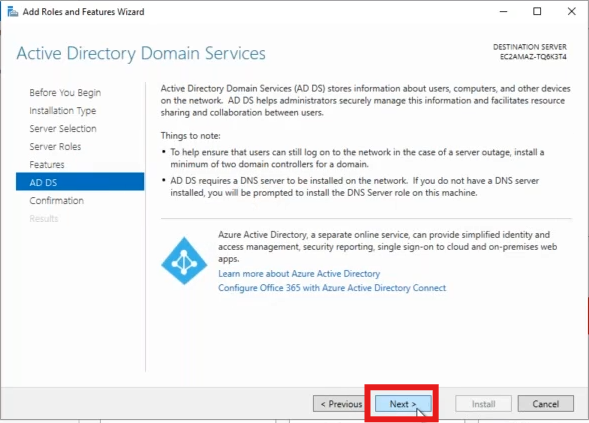 Add Roles and Features Wizard
Active Directory Domain Services
DESTINATION SERVER
EC2AMAZ-TQ6K3T4
Before You Begin
Installation Type
Server Selection
Server Roles
Features
AD DS
Confirmation
Results
Active Directory Domain Services (AD DS) stores information about users, computers, and other devices
on the network. AD DS helps administrators securely manage this information and facilitates resource
sharing and collaboration between users.
Things to note:
• To help ensure that users can still log on to the network in the case of a server outage, install a
minimum of two domain controllers for a domain.
• AD DS requires a DNS server to be installed on the network. If you do not have a DNS server
installed, you will be prompted to install the DNS Server role on this machine.
Azure Active Directory, a separate online service, can provide simplified identity and
access management, security reporting, single sign-on to cloud and on-premises web
apps.
Learn more about Azure Active Directory
Configure Office 365 with Azure Active Directory Connect
< Previous
Next >
Install
Cancel